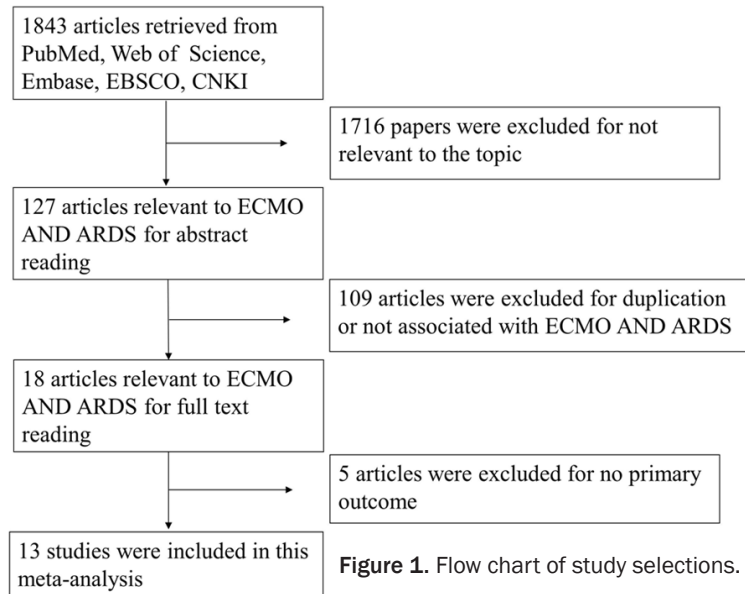 1843 articles retrieved from
PubMed, Web of Science,
Embase, EBSCO, CNKI
1716 papers were excluded for not
relevant to the topic
127 articles relevant to ECMO
AND ARDS for abstract
reading
109 articles were excluded for duplication
or not associated with ECMO AND ARDS
18 articles relevant to ECMO
AND ARDS for full text
reading
5 articles were excluded for no primary
outcome
13 studies were included in this
meta-analysis
Figure 1. Flow chart of study selections.